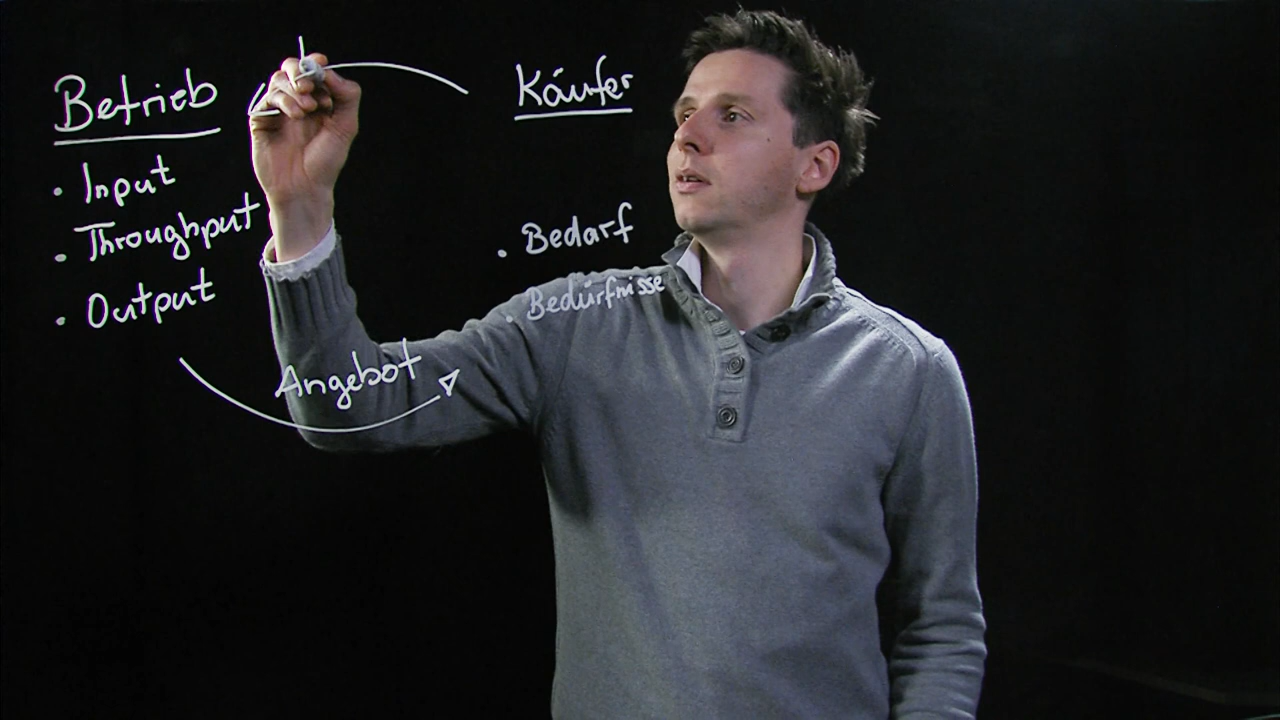 Betrieb
• Input
• Throughput
• Output
Angebot
Käufer
• Bedarf
• Bedürfnisse